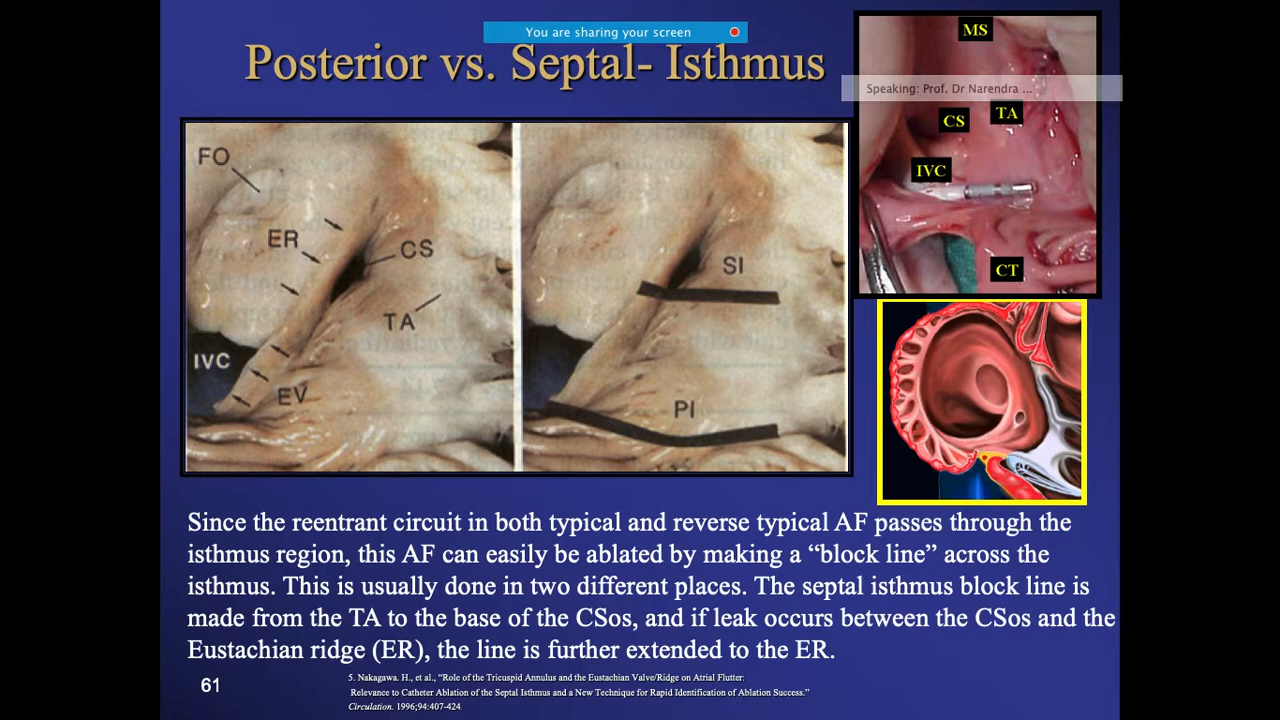 You are sharing your screen
Posterior vs. Septal- Isthmus
Speaking: Prof. Dr Narendra ...
MS
CS
TA
IVC
CT
FO
ER
CS
TA
IVC
EV
SI
PI
Since the reentrant circuit in both typical and reverse typical AF passes through the
isthmus region, this AF can easily be ablated by making a “block line” across the
isthmus. This is usually done in two different places. The septal isthmus block line is
made from the TA to the base of the CSos, and if leak occurs between the CSos and the
Eustachian ridge (ER), the line is further extended to the ER.
61
5. Nakagawa. H., et al., “Role of the Tricuspid Annulus and the Eustachian Valve/Ridge on Atrial Flutter:
Relevance to Catheter Ablation of the Septal Isthmus and a New Technique for Rapid Identification of Ablation Success.”
Circulation. 1996;94:407-424.